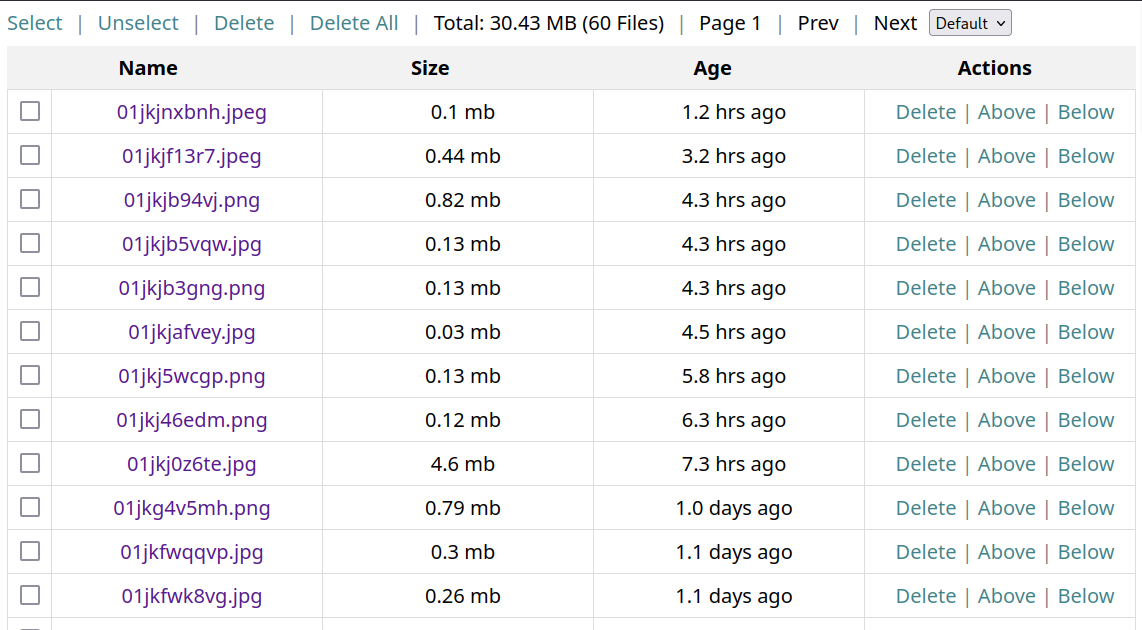 Select | Unselect | Delete | Delete All | Total: 30.43 MB (60 Files) | Page 1 | Prev | Next Default
Name Size Age Actions
01jkjnxbnh.jpeg 0.1 mb 1.2 hrs ago Delete | Above | Below
01jkjf13r7.jpeg 0.44 mb 3.2 hrs ago Delete | Above | Below
01jkjb94vj.png 0.82 mb 4.3 hrs ago Delete | Above | Below
01jkjb5vqw.jpg 0.13 mb 4.3 hrs ago Delete | Above | Below
01jkjb3gng.png 0.13 mb 4.3 hrs ago Delete | Above | Below
01jkjafvey.jpg 0.03 mb 4.5 hrs ago Delete | Above | Below
01jkj5wcgp.png 0.13 mb 5.8 hrs ago Delete | Above | Below
01jkj46edm.png 0.12 mb 6.3 hrs ago Delete | Above | Below
01jkj0z6te.jpg 4.6 mb 7.3 hrs ago Delete | Above | Below
01jkg4v5mh.png 0.79 mb 1.0 days ago Delete | Above | Below
01jkfwqqvp.jpg 0.3 mb 1.1 days ago Delete | Above | Below
01jkfwk8vg.jpg 0.26 mb 1.1 days ago Delete | Above | Below